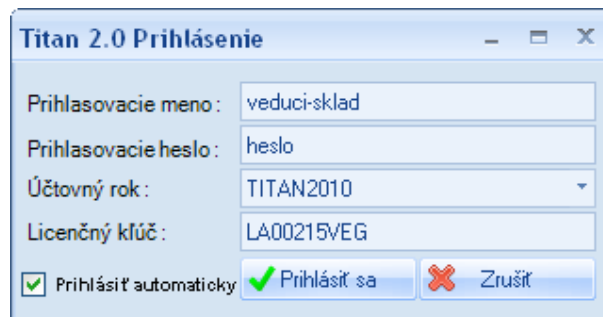 Titan 2.0 Prihlásenie
Prihlasovacie meno : veduci-sklad
Prihlasovacie heslo : heslo
Účtovný rok : TITAN2010
Licenčný kľúč : LA00215VEG
Prihlásiť automaticky Prihlásiť sa Zrušiť